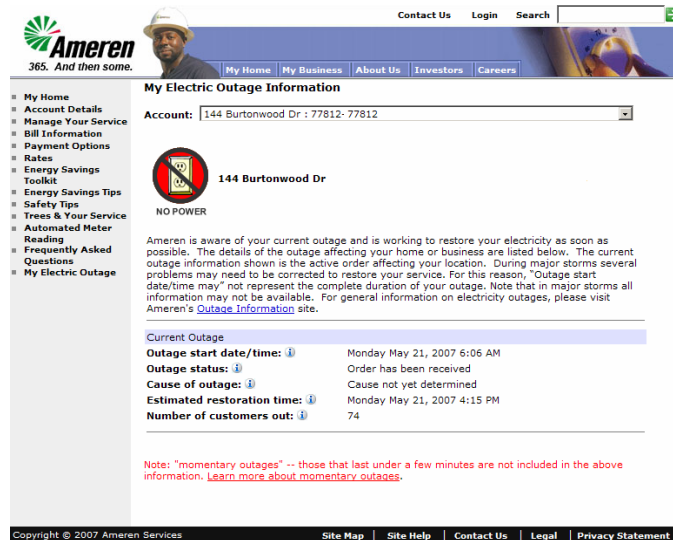 Contact Us Login Search
Ameren
365. And then some.
My Home My Business About Us Investors Careers
My Home
Account Details
Manage Your Service
Bill Information
Payment Options
Rates
Energy Savings
Toolkit
Energy Savings Tips
Safety Tips
Trees & Your Service
Automated Meter
Reading
Frequently Asked
Questions
My Electric Outage
My Electric Outage Information
Account: 144 Burtonwood Dr : 77812- 77812
144 Burtonwood Dr
NO POWER
Ameren is aware of your current outage and is working to restore your electricity as soon as
possible. The details of the outage affecting your home or business are listed below. The current
outage information shown is the active order affecting your location. During major storms several
problems may need to be corrected to restore your service. For this reason, "Outage start
date/time may" not represent the complete duration of your outage. Note that in major storms all
information may not be available. For general information on electricity outages, please visit
Ameren's Outage Information site.
Current Outage
Outage start date/time: Monday May 21, 2007 6:06 AM
Outage status: Order has been received
Cause of outage: Cause not yet determined
Estimated restoration time: Monday May 21, 2007 4:15 PM
Number of customers out: 74
Note: "momentary outages" -- those that last under a few minutes are not included in the above
information. Learn more about momentary outages.
Copyright © 2007 Ameren Services Site Map | Site Help | Contact Us | Legal | Privacy Statement